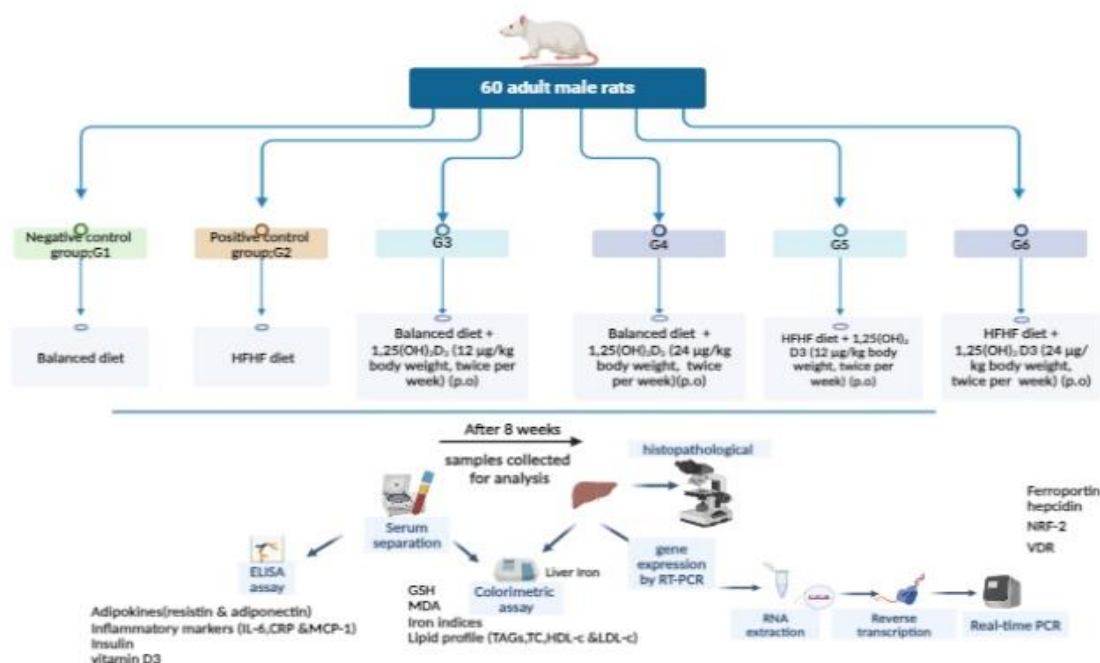 60 adult male rats
Negative control
group;G1
Positive control
group;G2
G3
G4
G5
G6
Balanced diet
HFHF diet
Balanced diet +
1,25(OH)₂D₃ (12 µg/kg
body weight, twice per
week) (p.o)
Balanced diet +
1,25(OH)₂D₃ (24 µg/kg
body weight, twice
per week)(p.o)
HFHF diet + 1,25(OH)₂
D3 (12 µg/kg body
weight, twice per
week) (p.o)
HFHF diet +
1,25(OH)₂ D3 (24 µg/
kg body weight,
twice per week) (p.o)
After 8 weeks
samples collected
for analysis
histopathological
Serum
separation
ELISA
assay
Adipokines(resistin & adiponectin)
Inflammatory markers (IL-6,CRP &MCP-1)
Insulin
vitamin D3
Liver Iron
Colorimetric
assay
GSH
MDA
Iron indices
Lipid profile (TAGs,TC,HDL-c &LDL-c)
gene
expression
by RT-PCR
RNA
extraction
Reverse
transcription
Real-time PCR
Ferroportin
hepcidin
NRF-2
VDR